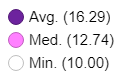 Avg. (16.29)
Med. (12.74)
Min. (10.00)